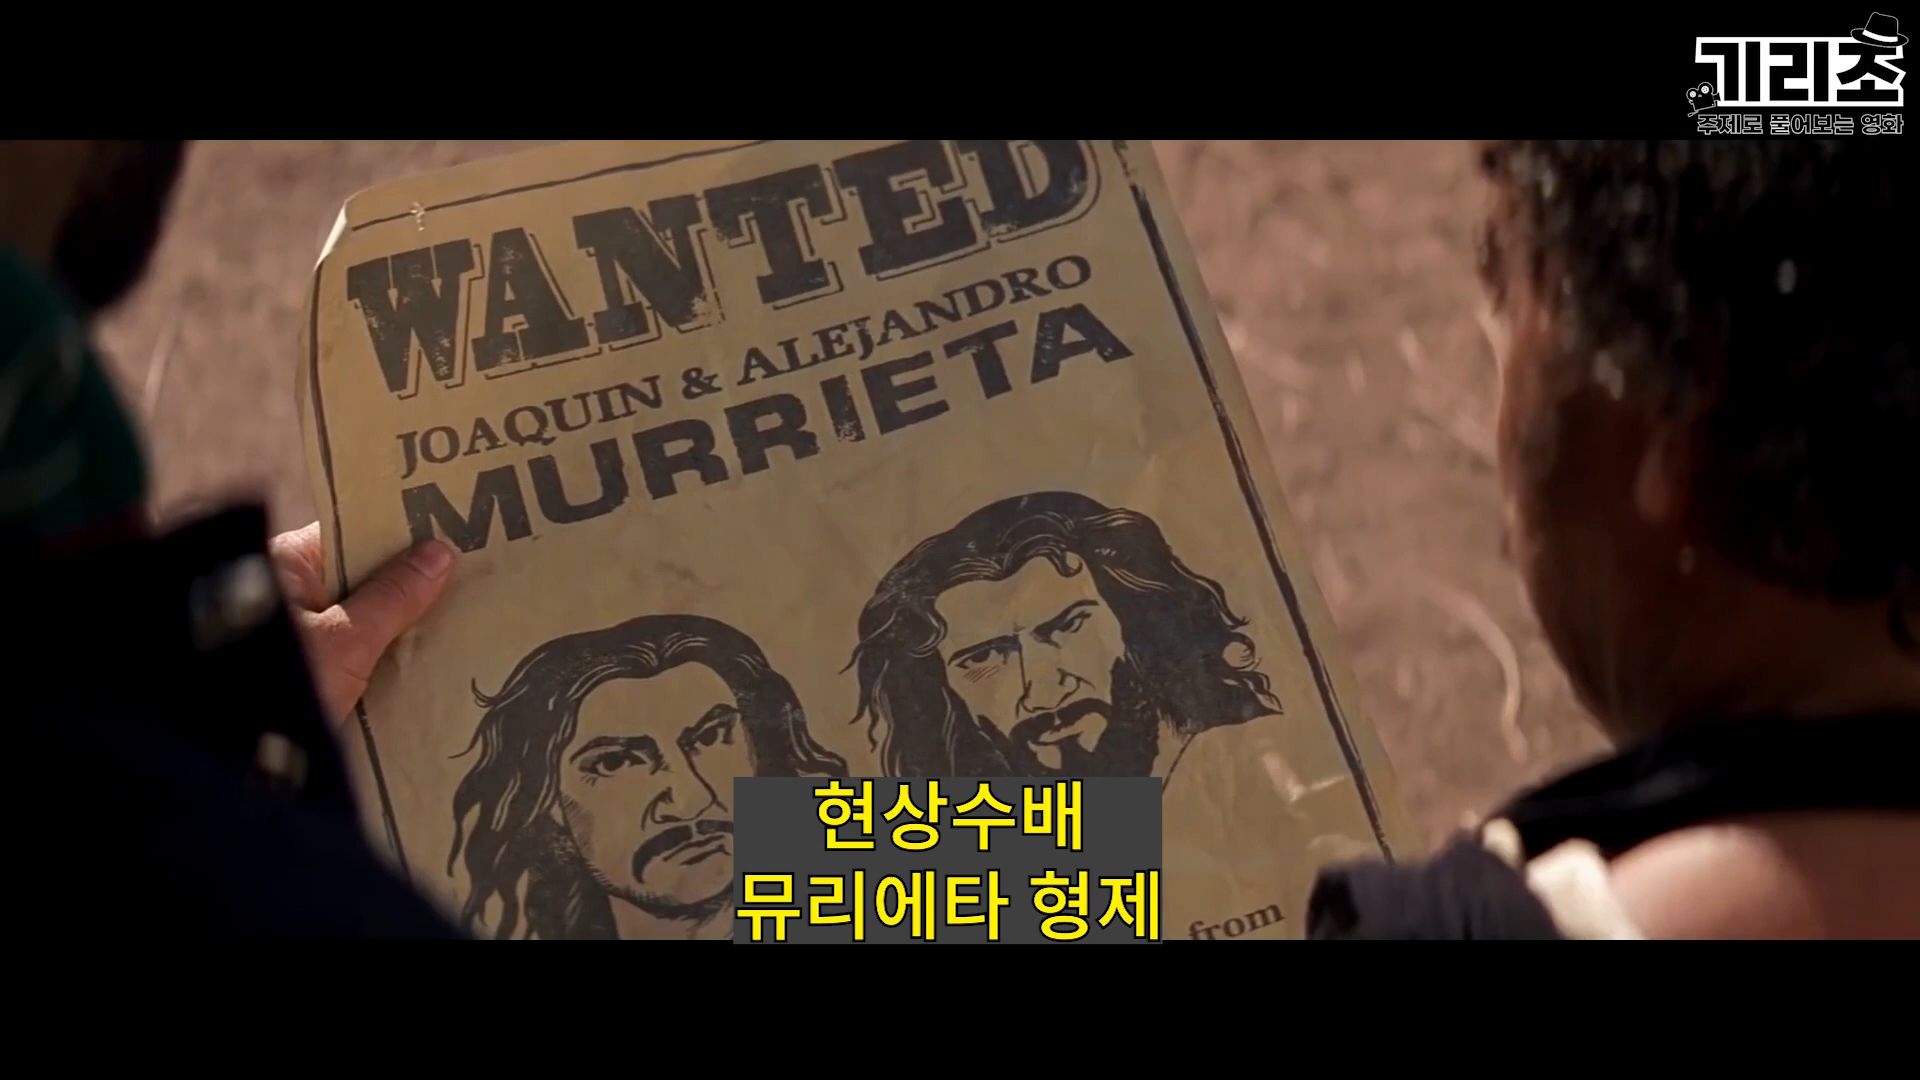 기리조
주제로 풀어보는 영화
WANTED
JOAQUIN & ALEJANDRO
MURRIETA
from
현상수배
뮤리에타 형제